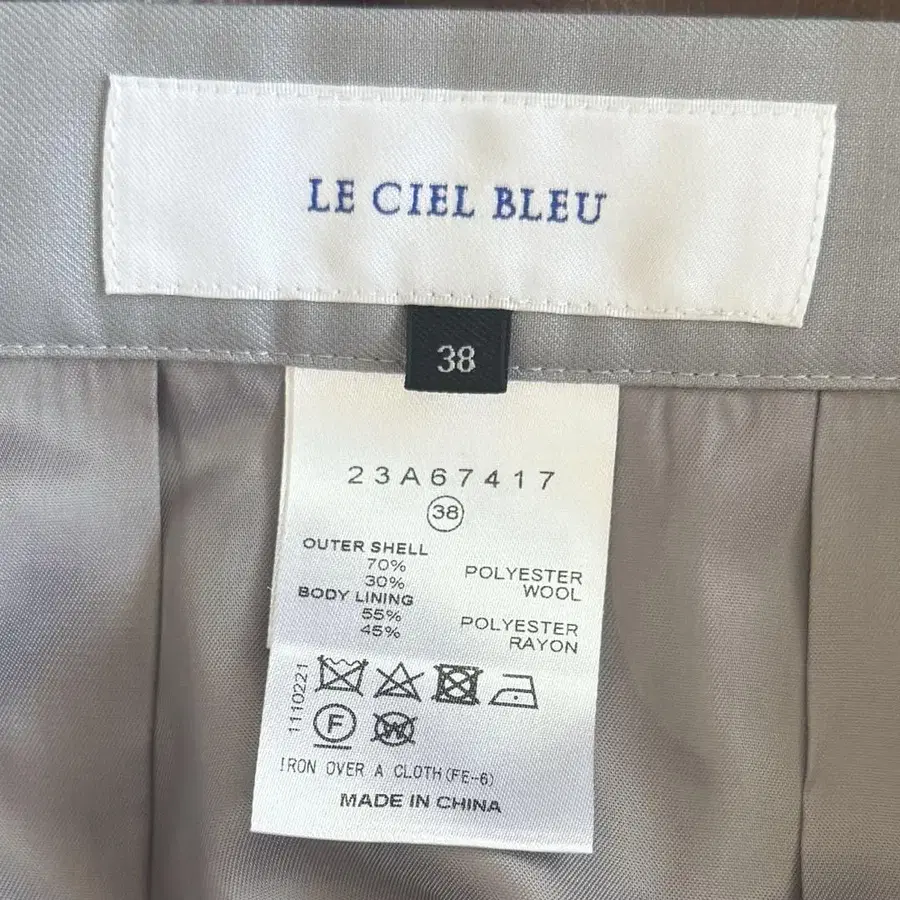 LE CIEL BLEU
38
23A67417
38
OUTER SHELL
70% POLYESTER
30% WOOL
BODY LINING
55% POLYESTER
45% RAYON
1110221
F
W
IRON OVER A CLOTH(FE-6)
MADE IN CHINA